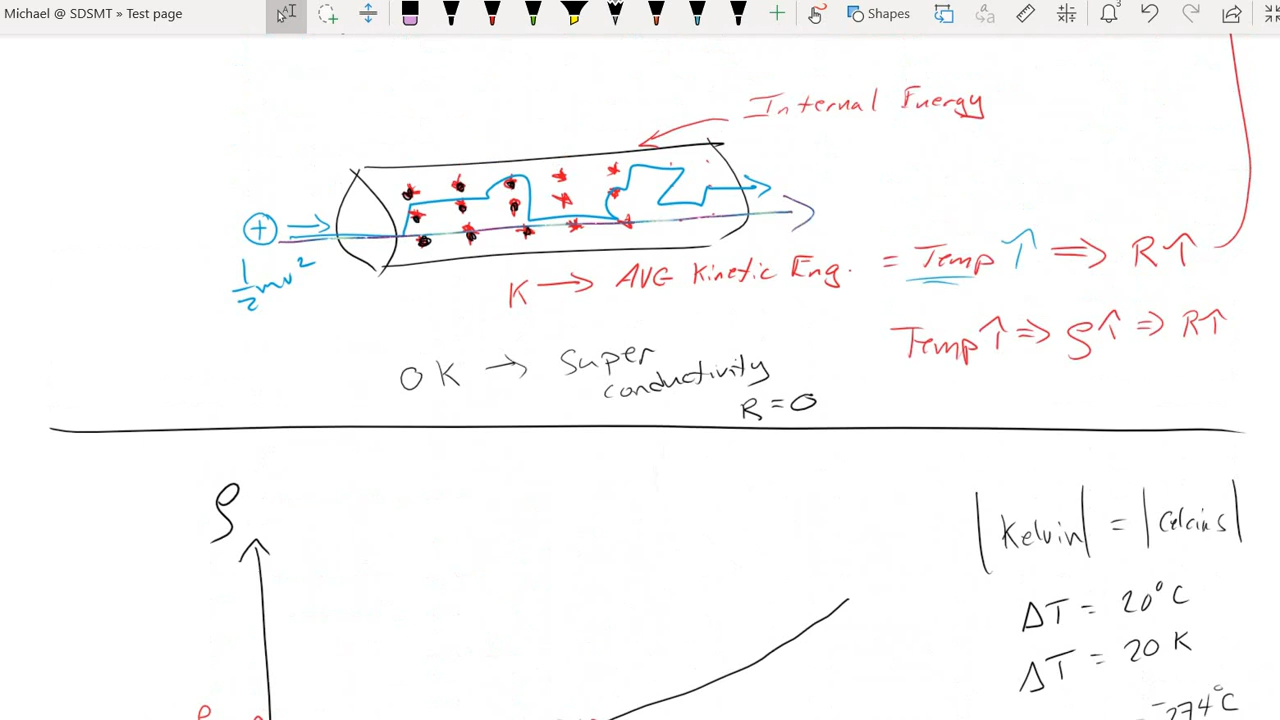 Michael @ SDSMT » Test page
Shapes
3
Internal Energy
+
1/2 mv²
K → AVG Kinetic Eng. = Temp ↑ ⇒ R ↑
Temp ↑ ⇒ ρ ↑ ⇒ R ↑
0 K → Super
conductivity
R = 0
ρ
|Kelvin| = |Celcius|
ΔT = 20°C
ΔT = 20 K
-274°C